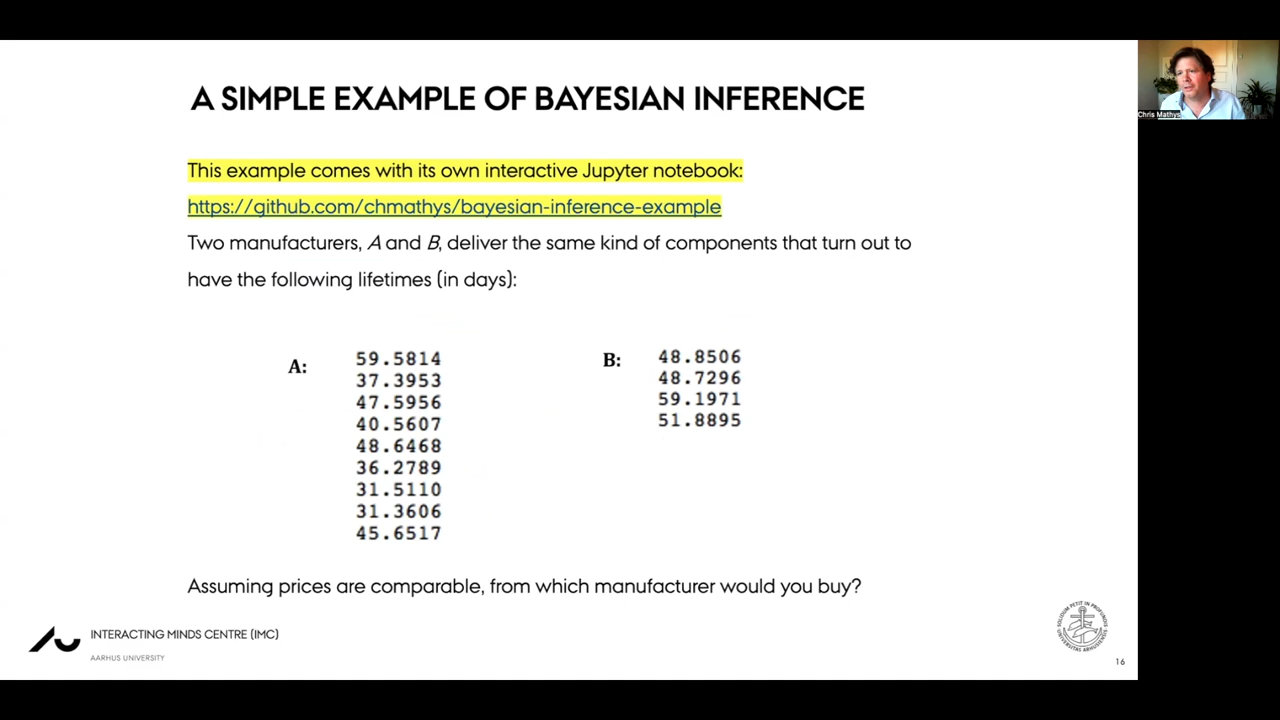 A SIMPLE EXAMPLE OF BAYESIAN INFERENCE
Chris Mathys
This example comes with its own interactive Jupyter notebook:
https://github.com/chmathys/bayesian-inference-example
Two manufacturers, A and B, deliver the same kind of components that turn out to
have the following lifetimes (in days):
A:
59.5814
37.3953
47.5956
40.5607
48.6468
36.2789
31.5110
31.3606
45.6517
B:
48.8506
48.7296
59.1971
51.8895
Assuming prices are comparable, from which manufacturer would you buy?
INTERACTING MINDS CENTRE (IMC)
AARHUS UNIVERSITY
16